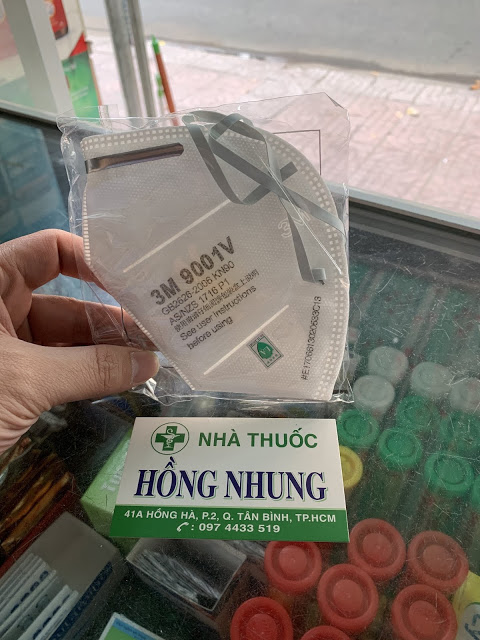 3M 9001V
GB2626-2006 KN90
AS/NZS 1716 P1
See user instructions
before using
NHÀ THUỐC
HỒNG NHUNG
41A HỒNG HÀ, P.2, Q. TÂN BÌNH, TP.HCM
: 097 4433 519